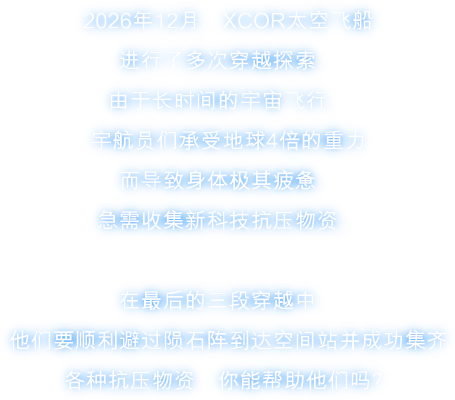 2026年12月，XCOR太空飞船
进行了多次穿越探索
由于长时间的宇宙飞行
宇航员们承受地球4倍的重力
而导致身体极其疲惫
急需收集新科技抗压物资
在最后的三段穿越中
他们要顺利避过陨石阵到达空间站并成功集齐
各种抗压物资，你能帮助他们吗？